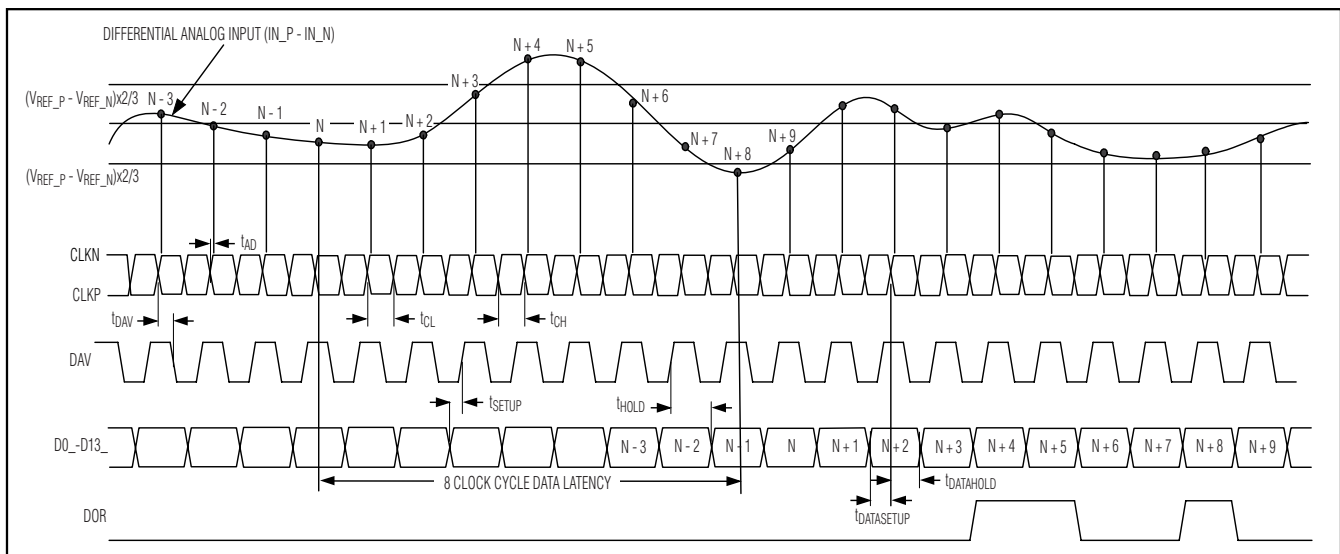 DIFFERENTIAL ANALOG INPUT (IN_P - IN_N)
N + 4
N + 5
N + 3
(VREF_P - VREF_N)x2/3
N - 3
N - 2
N - 1
N
N + 1
N + 2
N + 6
N + 7
N + 8
N + 9
(VREF_P - VREF_N)x2/3
tAD
CLKN
CLKP
tDAV
tCL
tCH
DAV
tSETUP
tHOLD
D0_-D13_
N - 3
N - 2
N - 1
N
N + 1
N + 2
N + 3
N + 4
N + 5
N + 6
N + 7
N + 8
N + 9
8 CLOCK CYCLE DATA LATENCY
tDATAHOLD
tDATASETUP
DOR